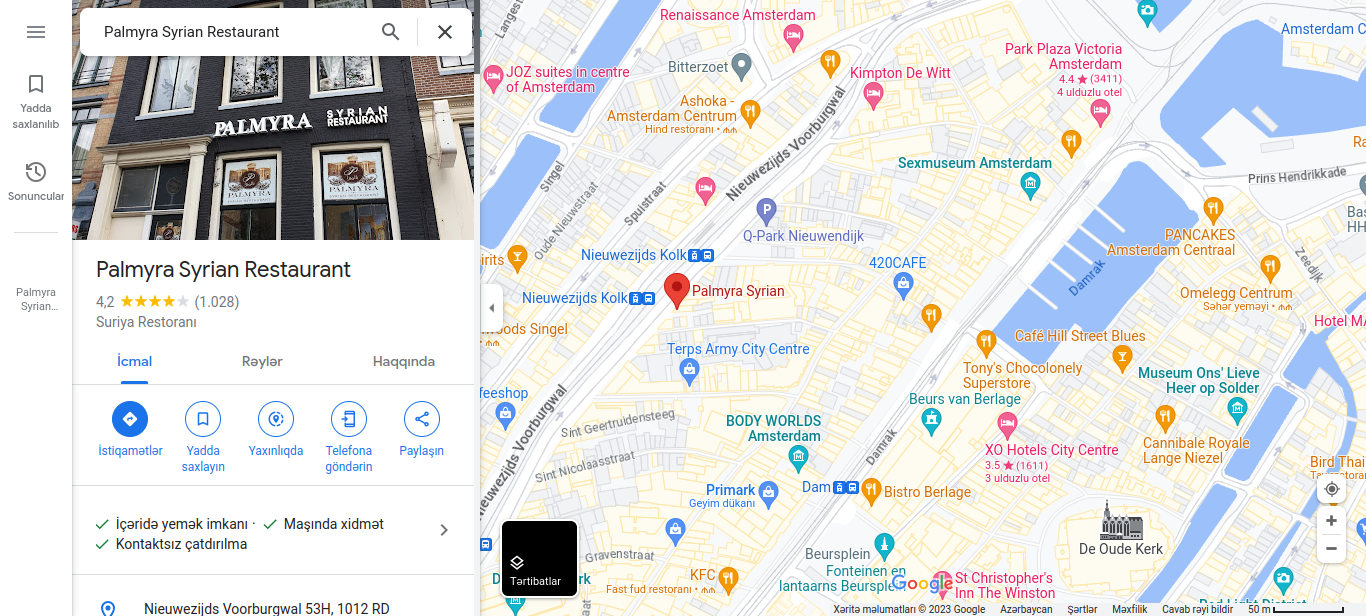 Palmyra Syrian Restaurant
Yadda
saxlanılıb
Sonuncular
Palmyra
Syrian...
PALMYRA
SYRIAN
RESTAURANT
PALMYRA
PALMYRA
Palmyra Syrian Restaurant
4,2 (1.028)
Suriya Restoranı
İcmal
Rəylər
Haqqında
İstiqamətlər
Yadda
saxlayın
Yaxınlıqda
Telefona
göndərin
Paylaşın
İçəridə yemək imkanı · Maşında xidmət
Kontaktsız çatdırılma
Nieuwezijds Voorburgwal 53H, 1012 RD
Renaissance Amsterdam
Amsterdam C
Park Plaza Victoria
Amsterdam
4.4 ★ (3411)
4 ulduzlu otel
JOZ suites in centre
of Amsterdam
Bitterzoet
Kimpton De Witt
Ashoka -
Amsterdam Centrum
Hind restoranı
Nieuwezijds Voorburgwal
Sexmuseum Amsterdam
Prins Hendrikkade
Singel
Oude Nieuwstraat
Spuistraat
P
Q-Park Nieuwendijk
PANCAKES
Amsterdam Centraal
Zeedijk
Bas
HH
Nieuwezijds Kolk
irits
420CAFE
Damrak
Omelegg Centrum
Səhər yeməyi
Nieuwezijds Kolk
Palmyra Syrian
Hotel MA
oods Singel
Café Hill Street Blues
Terps Army City Centre
Tony's Chocolonely
Superstore
Museum Ons' Lieve
Heer op Solder
feeshop
Beurs van Berlage
Nieuwezijds Voorburgwal
Sint Geertruidensteeg
BODY WORLDS
Amsterdam
Damrak
XO Hotels City Centre
3.5 ★ (1611)
3 ulduzlu otel
Cannibale Royale
Lange Niezel
Sint Nicolaasstraat
Bird Thai
Primark
Geyim dükanı
Dam
Bistro Berlage
Gravenstraat
Beursplein
De Oude Kerk
Fonteinen en
lantaarns Beursplein
KFC
Fast fud restoranı
St Christopher's
Inn The Winston
Tərtibatlar
Google
Red Light District
Xəritə məlumatları © 2023 Google
Azərbaycan
Şərtlər
Məxfilik
Cavab rəyi bildir
50 m